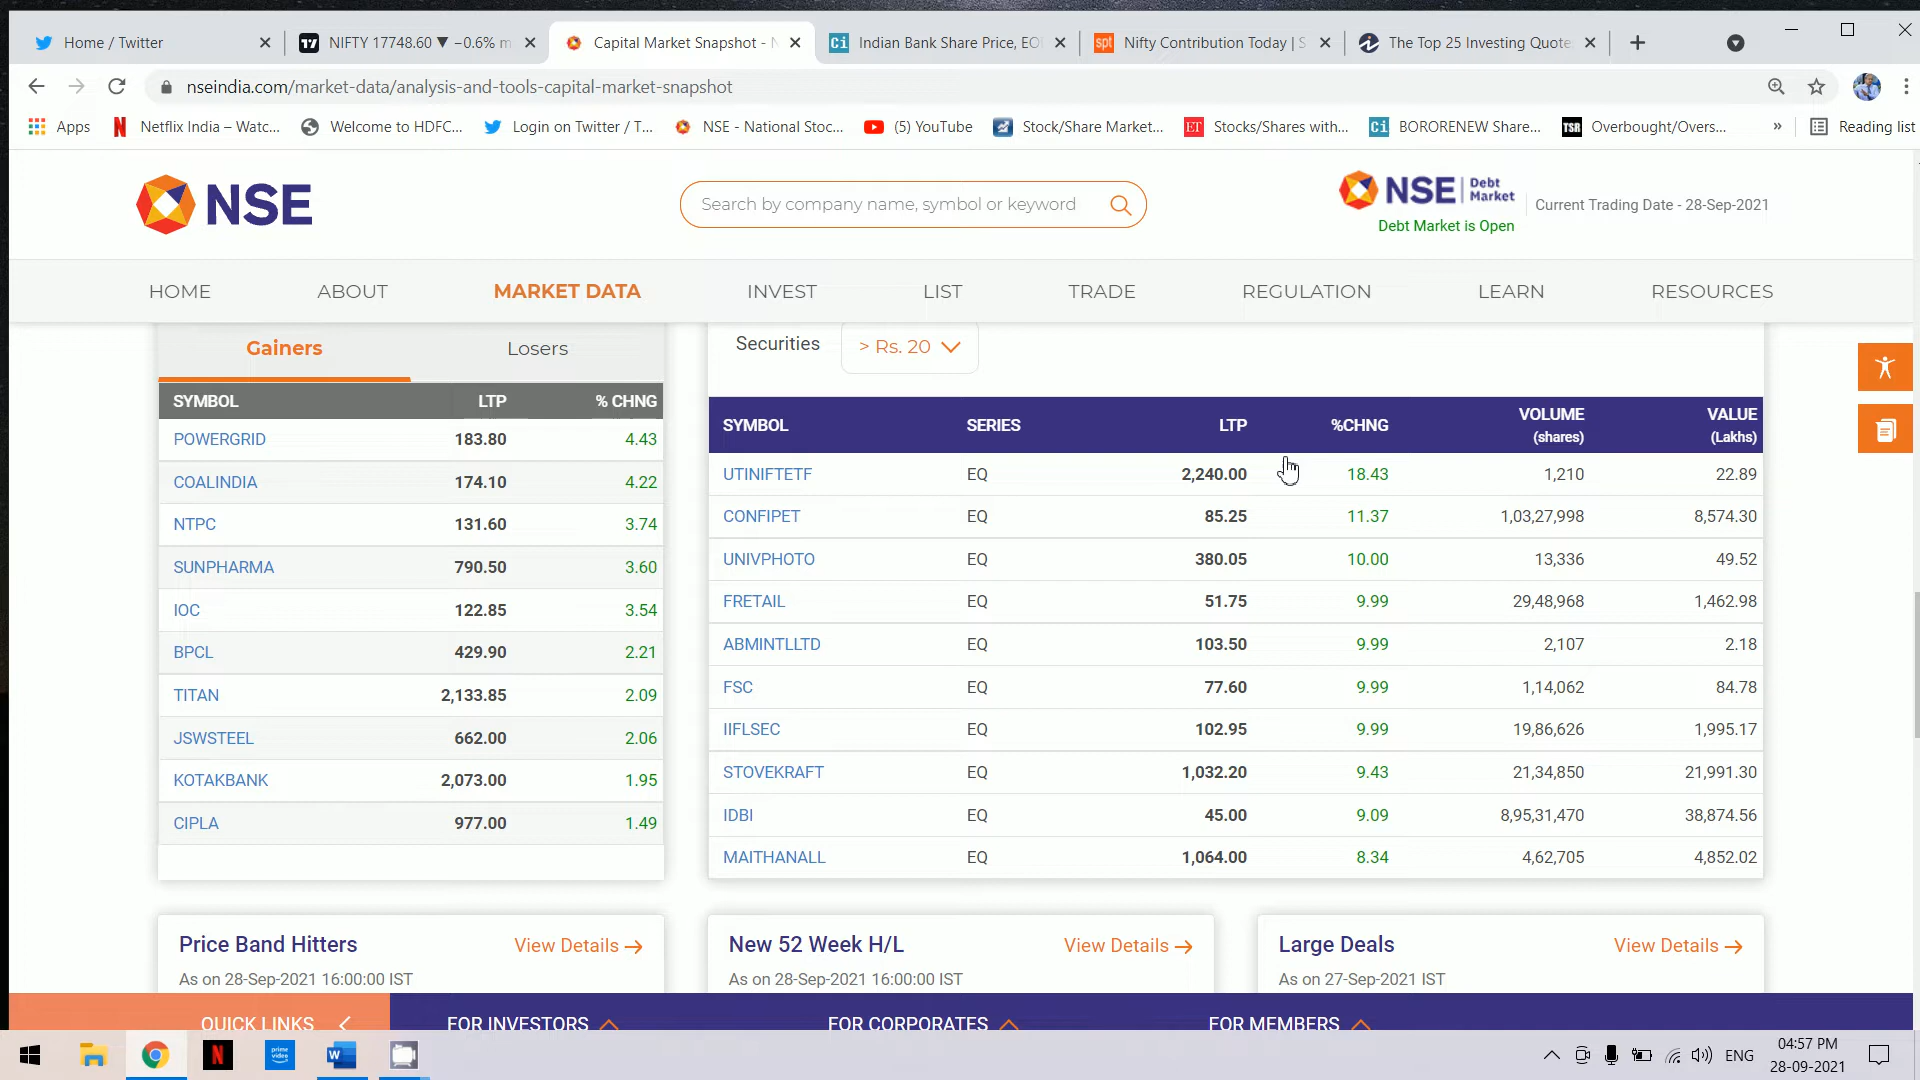 Home / Twitter
NIFTY 17748.60 ▼ −0.6% m
Capital Market Snapshot - N
Indian Bank Share Price, EO
Nifty Contribution Today | S
The Top 25 Investing Quote
nseindia.com/market-data/analysis-and-tools-capital-market-snapshot
Apps
Netflix India – Watc...
Welcome to HDFC...
Login on Twitter / T...
NSE - National Stoc...
(5) YouTube
Stock/Share Market...
Stocks/Shares with...
BORORENEW Share...
Overbought/Overs...
»
Reading list
NSE
Search by company name, symbol or keyword
NSE Debt Market
Debt Market is Open
Current Trading Date - 28-Sep-2021
HOME ABOUT MARKET DATA INVEST LIST TRADE REGULATION LEARN RESOURCES
Gainers Losers
SYMBOL LTP % CHNG
POWERGRID 183.80 4.43
COALINDIA 174.10 4.22
NTPC 131.60 3.74
SUNPHARMA 790.50 3.60
IOC 122.85 3.54
BPCL 429.90 2.21
TITAN 2,133.85 2.09
JSWSTEEL 662.00 2.06
KOTAKBANK 2,073.00 1.95
CIPLA 977.00 1.49
Securities > Rs. 20
SYMBOL SERIES LTP %CHNG VOLUME (shares) VALUE (Lakhs)
UTINIFTETF EQ 2,240.00 18.43 1,210 22.89
CONFIPET EQ 85.25 11.37 1,03,27,998 8,574.30
UNIVPHOTO EQ 380.05 10.00 13,336 49.52
FRETAIL EQ 51.75 9.99 29,48,968 1,462.98
ABMINTLLTD EQ 103.50 9.99 2,107 2.18
FSC EQ 77.60 9.99 1,14,062 84.78
IIFLSEC EQ 102.95 9.99 19,86,626 1,995.17
STOVEKRAFT EQ 1,032.20 9.43 21,34,850 21,991.30
IDBI EQ 45.00 9.09 8,95,31,470 38,874.56
MAITHANALL EQ 1,064.00 8.34 4,62,705 4,852.02
Price Band Hitters View Details →
As on 28-Sep-2021 16:00:00 IST
New 52 Week H/L View Details →
As on 28-Sep-2021 16:00:00 IST
Large Deals View Details →
As on 27-Sep-2021 IST
QUICK LINKS
FOR INVESTORS
FOR CORPORATES
FOR MEMBERS
prime video
ENG
04:57 PM
28-09-2021